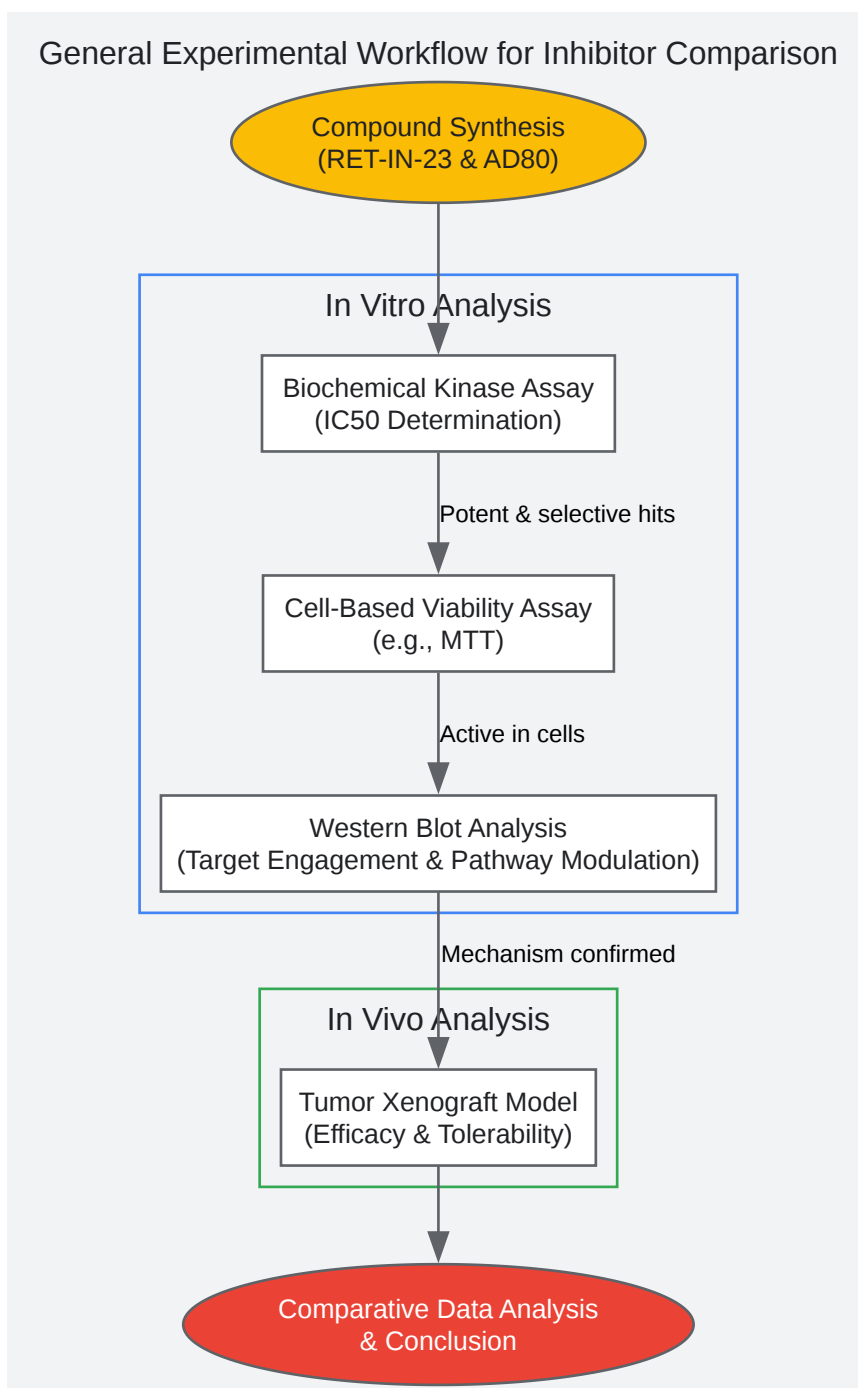 General Experimental Workflow for Inhibitor Comparison
Compound Synthesis
(RET-IN-23 & AD80)
In Vitro Analysis
Biochemical Kinase Assay
(IC50 Determination)
Potent & selective hits
Cell-Based Viability Assay
(e.g., MTT)
Active in cells
Western Blot Analysis
(Target Engagement & Pathway Modulation)
Mechanism confirmed
In Vivo Analysis
Tumor Xenograft Model
(Efficacy & Tolerability)
Comparative Data Analysis
& Conclusion